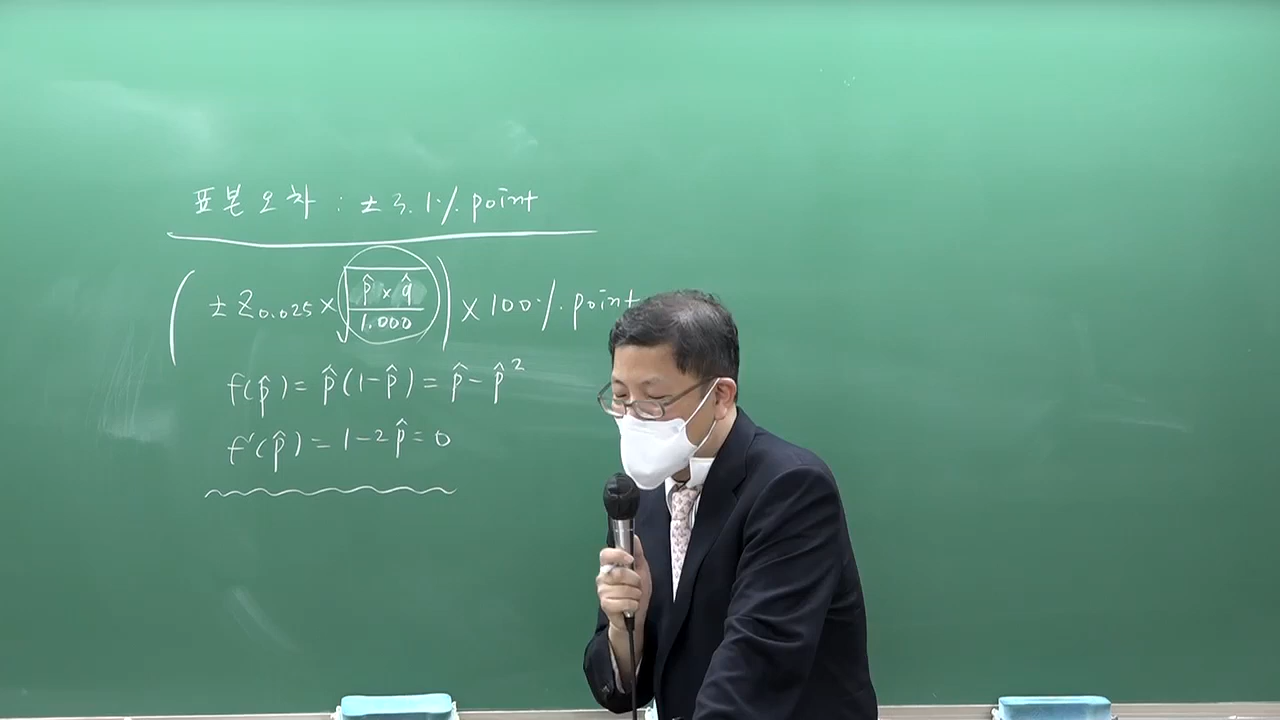 표본오차 : ± 3.1% point
( ± Z₀.₀₂₅ × √(p̂ × q̂ / 1.000) ) × 100% point
f(p̂) = p̂(1-p̂) = p̂ - p̂²
f'(p̂) = 1-2p̂ = 0